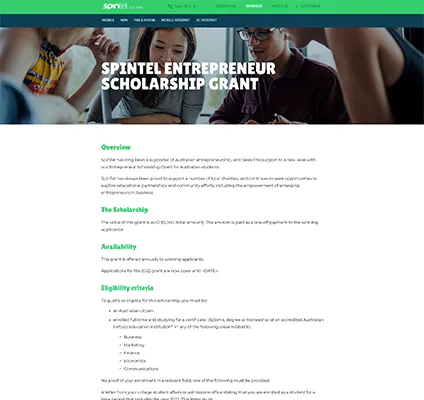 spintel
RESIDENTIAL BUSINESS ABOUT US
MOBILE NBN MOBILE INTERNET 5G INTERNET
SPINTEL ENTREPRENEUR
SCHOLARSHIP GRANT
Overview
SpinTel has long been a supporter of Australian entrepreneurship, and takes this support to a new level with
our Entrepreneur Scholarship Grant for Australian students.
SpinTel has always been proud to support a number of local charities, and continues to seek opportunities to
explore educational partnerships and community efforts, including the empowerment of emerging
entrepreneurs in business.
The Scholarship
The value of this grant is AUD $1,000 (total amount). The amount is paid as a one-off payment to the winning
applicant.
Availability
This grant is offered annually to winning applicants.
Applications for the 2022 grant are now open until <DATE>.
Eligibility criteria
To qualify as eligible for this scholarship, you must be:
• an Australian citizen
• enrolled full-time and studying for a certificate, diploma, degree or traineeship at an accredited Australian
tertiary education institution* in any of the following areas related to:
• Business
• Marketing
• Finance
• Economics
• Communications
*As proof of your enrolment in a relevant field, one of the following must be provided:
A letter from your college student affairs or admissions office stating that you are enrolled as a student for a